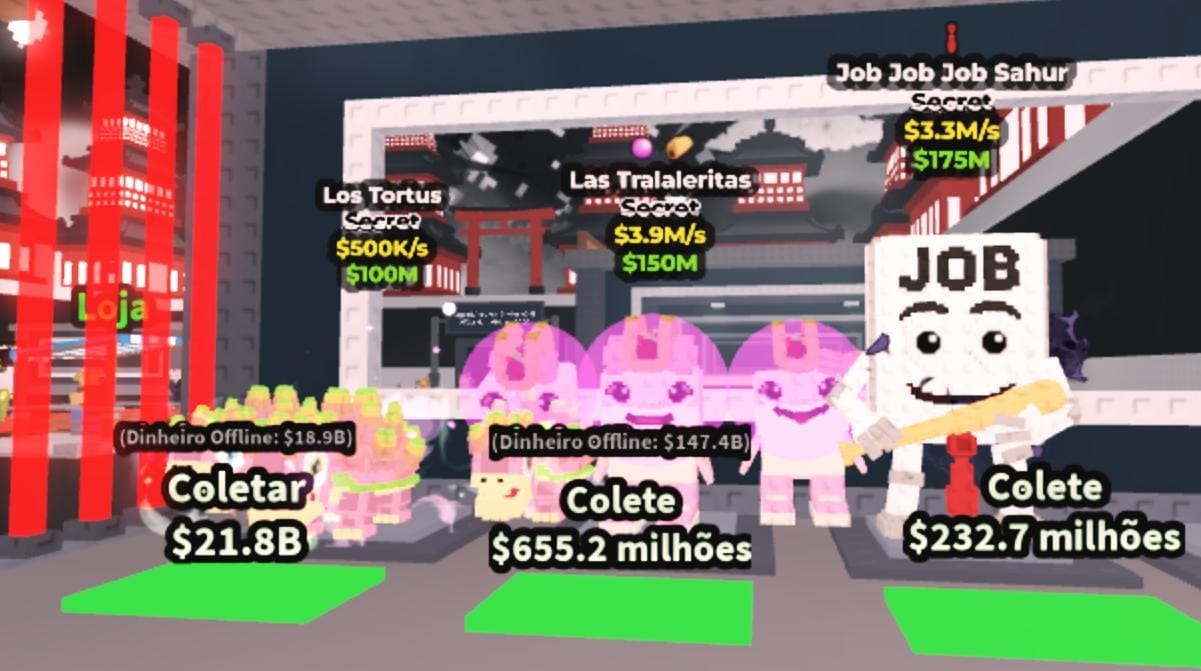 Job Job Job Sahur
Secret
$3.3M/s
$175M
Las Tralaleritas
Secret
$3.9M/s
$150M
Los Tortus
Secret
$500K/s
$100M
JOB
Loja
(Dinheiro Offline: $18.9B)
Coletar
$21.8B
(Dinheiro Offline: $147.4B)
Colete
$655.2 milhões
Colete
$232.7 milhões